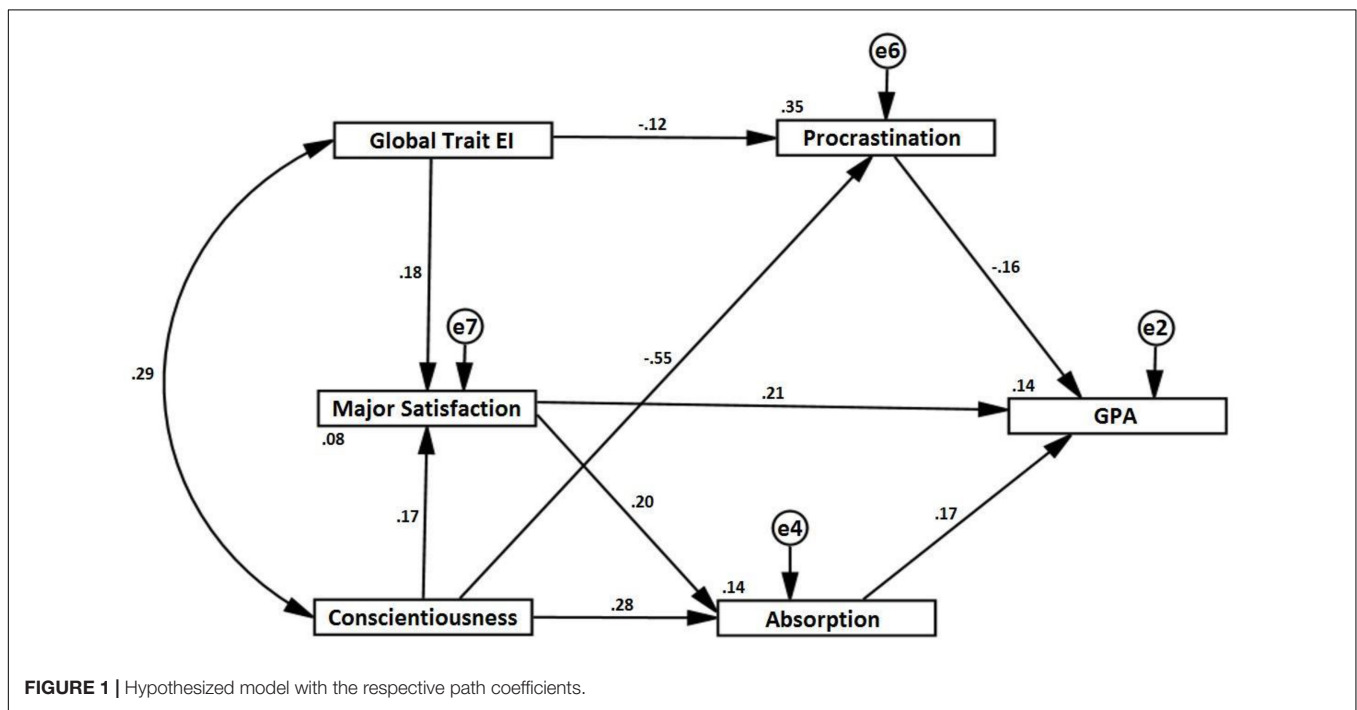 e6
.35
Global Trait EI
-.12
Procrastination
.18
-.16
e7
e2
.29
-.55
.14
Major Satisfaction
.21
GPA
.08
.17
.20
e4
.17
.14
Conscientiousness
.28
Absorption
FIGURE 1 | Hypothesized model with the respective path coefficients.